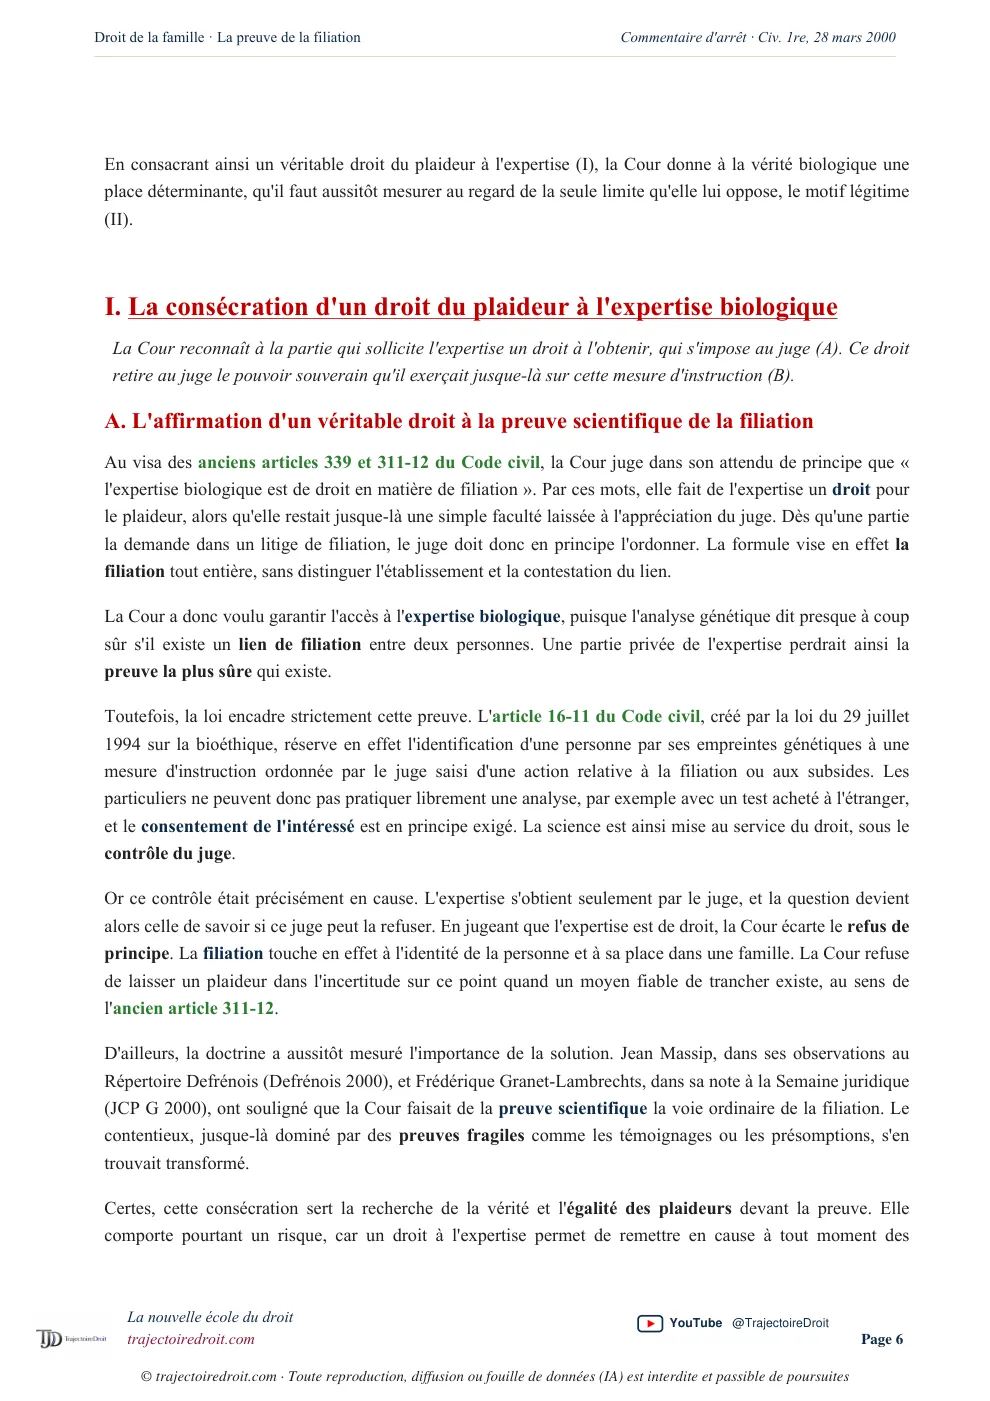 Droit de la famille · La preuve de la filiation
Commentaire d'arrêt · Civ. 1re, 28 mars 2000
En consacrant ainsi un véritable droit du plaideur à l'expertise (I), la Cour donne à la vérité biologique une
place déterminante, qu'il faut aussitôt mesurer au regard de la seule limite qu'elle lui oppose, le motif légitime
(II).
I. La consécration d'un droit du plaideur à l'expertise biologique
La Cour reconnaît à la partie qui sollicite l'expertise un droit à l'obtenir, qui s'impose au juge (A). Ce droit
retire au juge le pouvoir souverain qu'il exerçait jusque-là sur cette mesure d'instruction (B).
A. L'affirmation d'un véritable droit à la preuve scientifique de la filiation
Au visa des anciens articles 339 et 311-12 du Code civil, la Cour juge dans son attendu de principe que «
l'expertise biologique est de droit en matière de filiation ». Par ces mots, elle fait de l'expertise un droit pour
le plaideur, alors qu'elle restait jusque-là une simple faculté laissée à l'appréciation du juge. Dès qu'une partie
la demande dans un litige de filiation, le juge doit donc en principe l'ordonner. La formule vise en effet la
filiation tout entière, sans distinguer l'établissement et la contestation du lien.
La Cour a donc voulu garantir l'accès à l'expertise biologique, puisque l'analyse génétique dit presque à coup
sûr s'il existe un lien de filiation entre deux personnes. Une partie privée de l'expertise perdrait ainsi la
preuve la plus sûre qui existe.
Toutefois, la loi encadre strictement cette preuve. L'article 16-11 du Code civil, créé par la loi du 29 juillet
1994 sur la bioéthique, réserve en effet l'identification d'une personne par ses empreintes génétiques à une
mesure d'instruction ordonnée par le juge saisi d'une action relative à la filiation ou aux subsides. Les
particuliers ne peuvent donc pas pratiquer librement une analyse, par exemple avec un test acheté à l'étranger,
et le consentement de l'intéressé est en principe exigé. La science est ainsi mise au service du droit, sous le
contrôle du juge.
Or ce contrôle était précisément en cause. L'expertise s'obtient seulement par le juge, et la question devient
alors celle de savoir si ce juge peut la refuser. En jugeant que l'expertise est de droit, la Cour écarte le refus de
principe. La filiation touche en effet à l'identité de la personne et à sa place dans une famille. La Cour refuse
de laisser un plaideur dans l'incertitude sur ce point quand un moyen fiable de trancher existe, au sens de
l'ancien article 311-12.
D'ailleurs, la doctrine a aussitôt mesuré l'importance de la solution. Jean Massip, dans ses observations au
Répertoire Defrénois (Defrénois 2000), et Frédérique Granet-Lambrechts, dans sa note à la Semaine juridique
(JCP G 2000), ont souligné que la Cour faisait de la preuve scientifique la voie ordinaire de la filiation. Le
contentieux, jusque-là dominé par des preuves fragiles comme les témoignages ou les présomptions, s'en
trouvait transformé.
Certes, cette consécration sert la recherche de la vérité et l'égalité des plaideurs devant la preuve. Elle
comporte pourtant un risque, car un droit à l'expertise permet de remettre en cause à tout moment des
La nouvelle école du droit
trajectoiredroit.com
TJD TrajectoireDroit
YouTube @TrajectoireDroit
Page 6
© trajectoiredroit.com · Toute reproduction, diffusion ou fouille de données (IA) est interdite et passible de poursuites